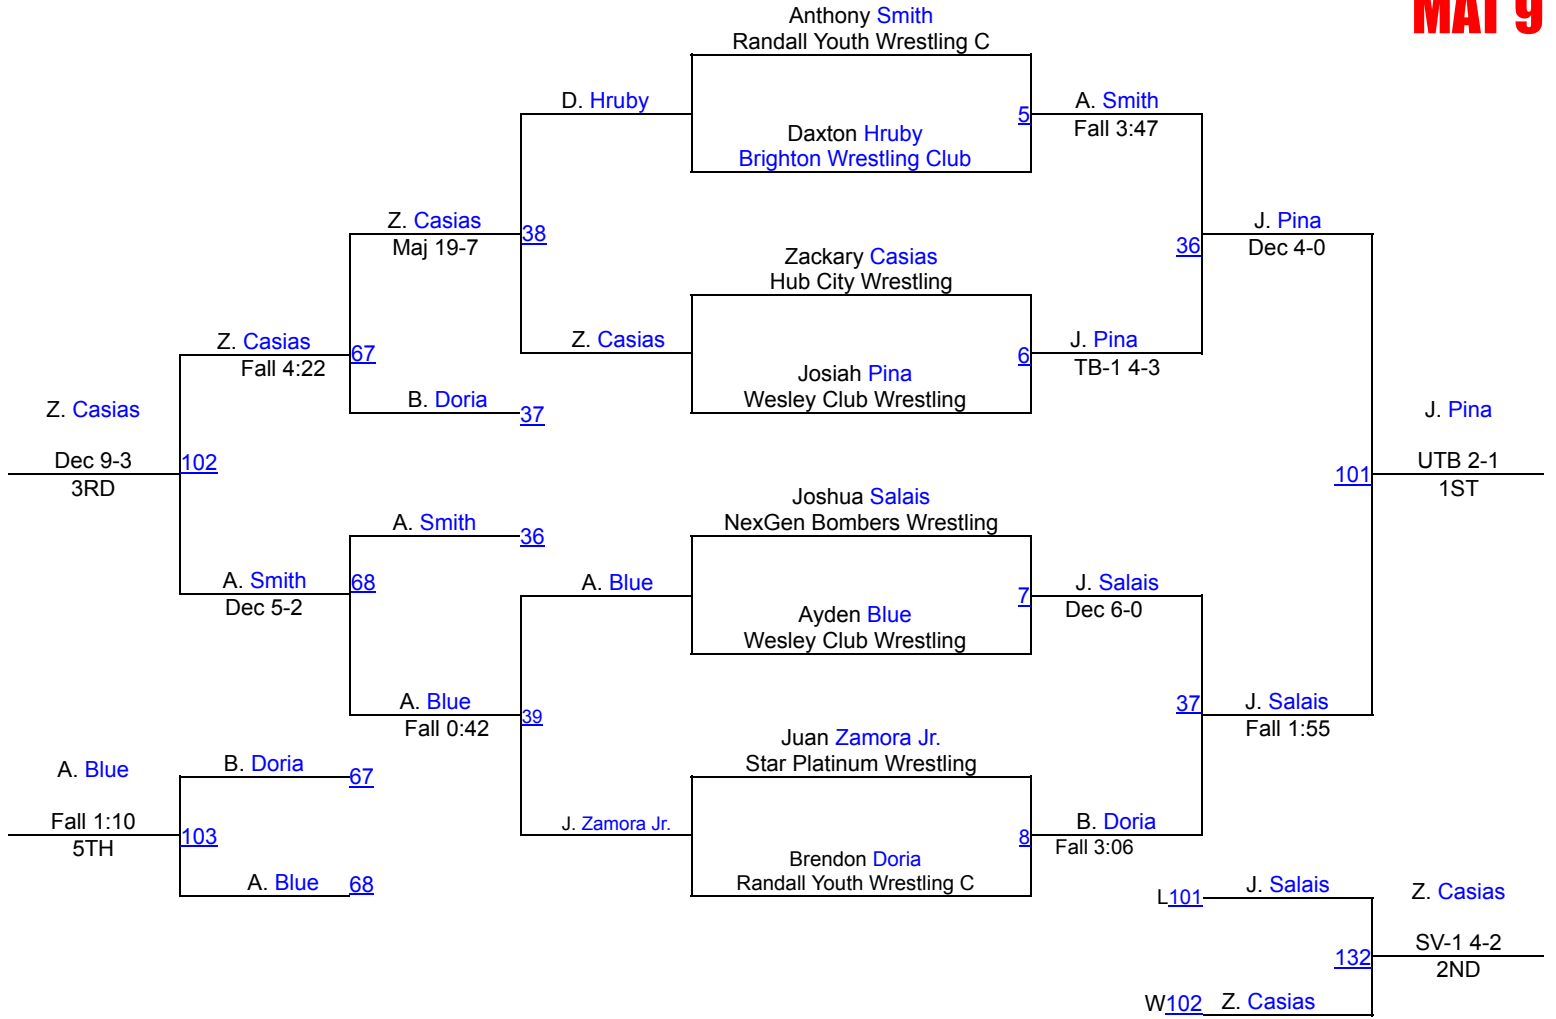 MAT 9
Anthony Smith
Randall Youth Wrestling C
D. Hruby
5
A. Smith
Fall 3:47
Daxton Hruby
Brighton Wrestling Club
Z. Casias
Maj 19-7
38
J. Pina
Dec 4-0
36
Zackary Casias
Hub City Wrestling
Z. Casias
Fall 4:22
67
Z. Casias
6
J. Pina
TB-1 4-3
Josiah Pina
Wesley Club Wrestling
B. Doria
37
Z. Casias
Dec 9-3
3RD
102
J. Pina
UTB 2-1
1ST
101
Joshua Salais
NexGen Bombers Wrestling
A. Smith
36
A. Smith
Dec 5-2
68
A. Blue
7
J. Salais
Dec 6-0
Ayden Blue
Wesley Club Wrestling
A. Blue
Fall 0:42
39
37
J. Salais
Fall 1:55
Juan Zamora Jr.
Star Platinum Wrestling
A. Blue
Fall 1:10
5TH
B. Doria
67
103
J. Zamora Jr.
8
B. Doria
Fall 3:06
Brendon Doria
Randall Youth Wrestling C
A. Blue
68
L101
J. Salais
Z. Casias
SV-1 4-2
2ND
132
W102
Z. Casias